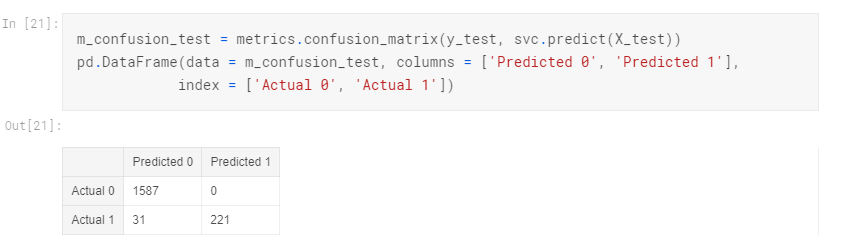 In [21]:
m_confusion_test = metrics.confusion_matrix(y_test, svc.predict(X_test))
pd.DataFrame(data = m_confusion_test, columns = ['Predicted 0', 'Predicted 1'],
index = ['Actual 0', 'Actual 1'])
Out[21]:
Predicted 0 Predicted 1
Actual 0 1587 0
Actual 1 31 221